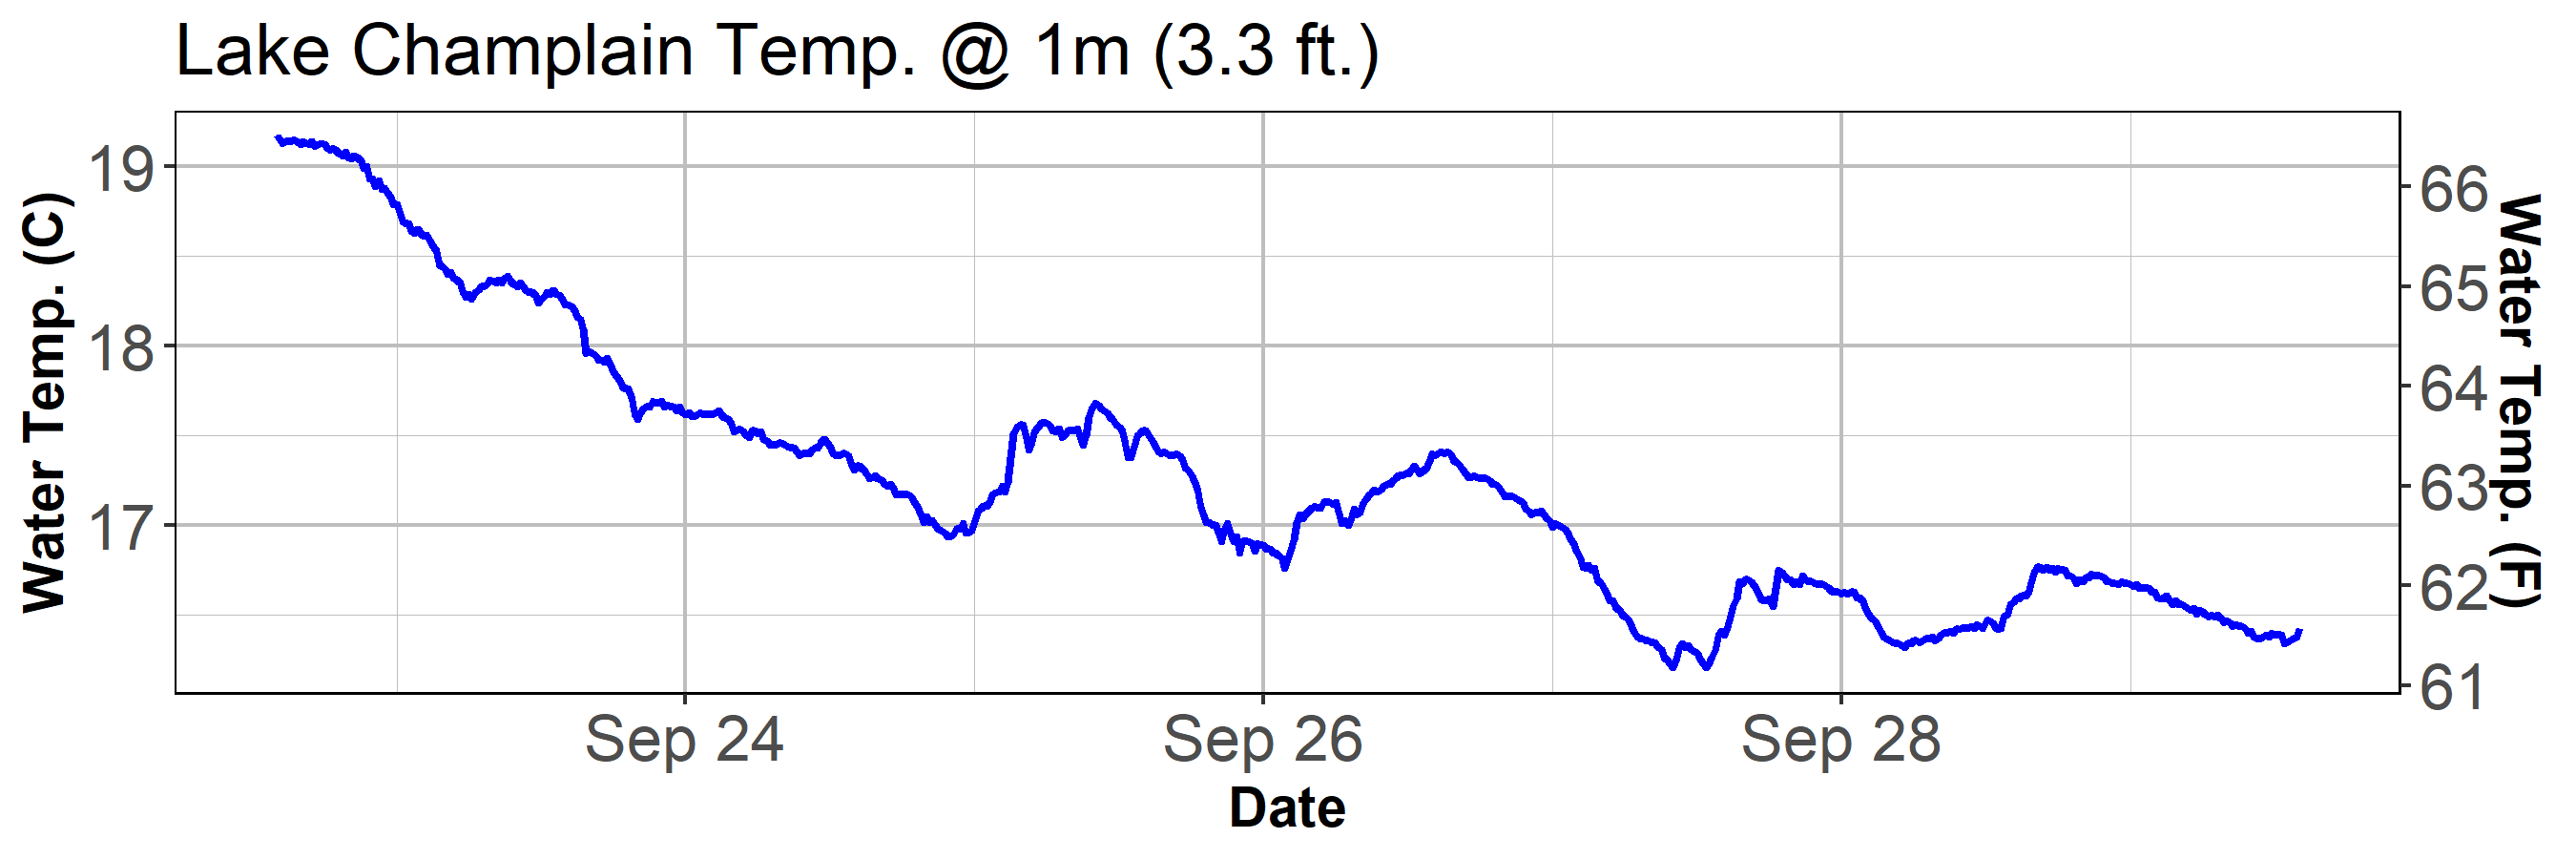 Lake Champlain Temp. @ 1m (3.3 ft.)
Water Temp. (C)
19
18
17
66
65
64
63
62
61
Water Temp. (F)
Sep 24
Sep 26
Sep 28
Date